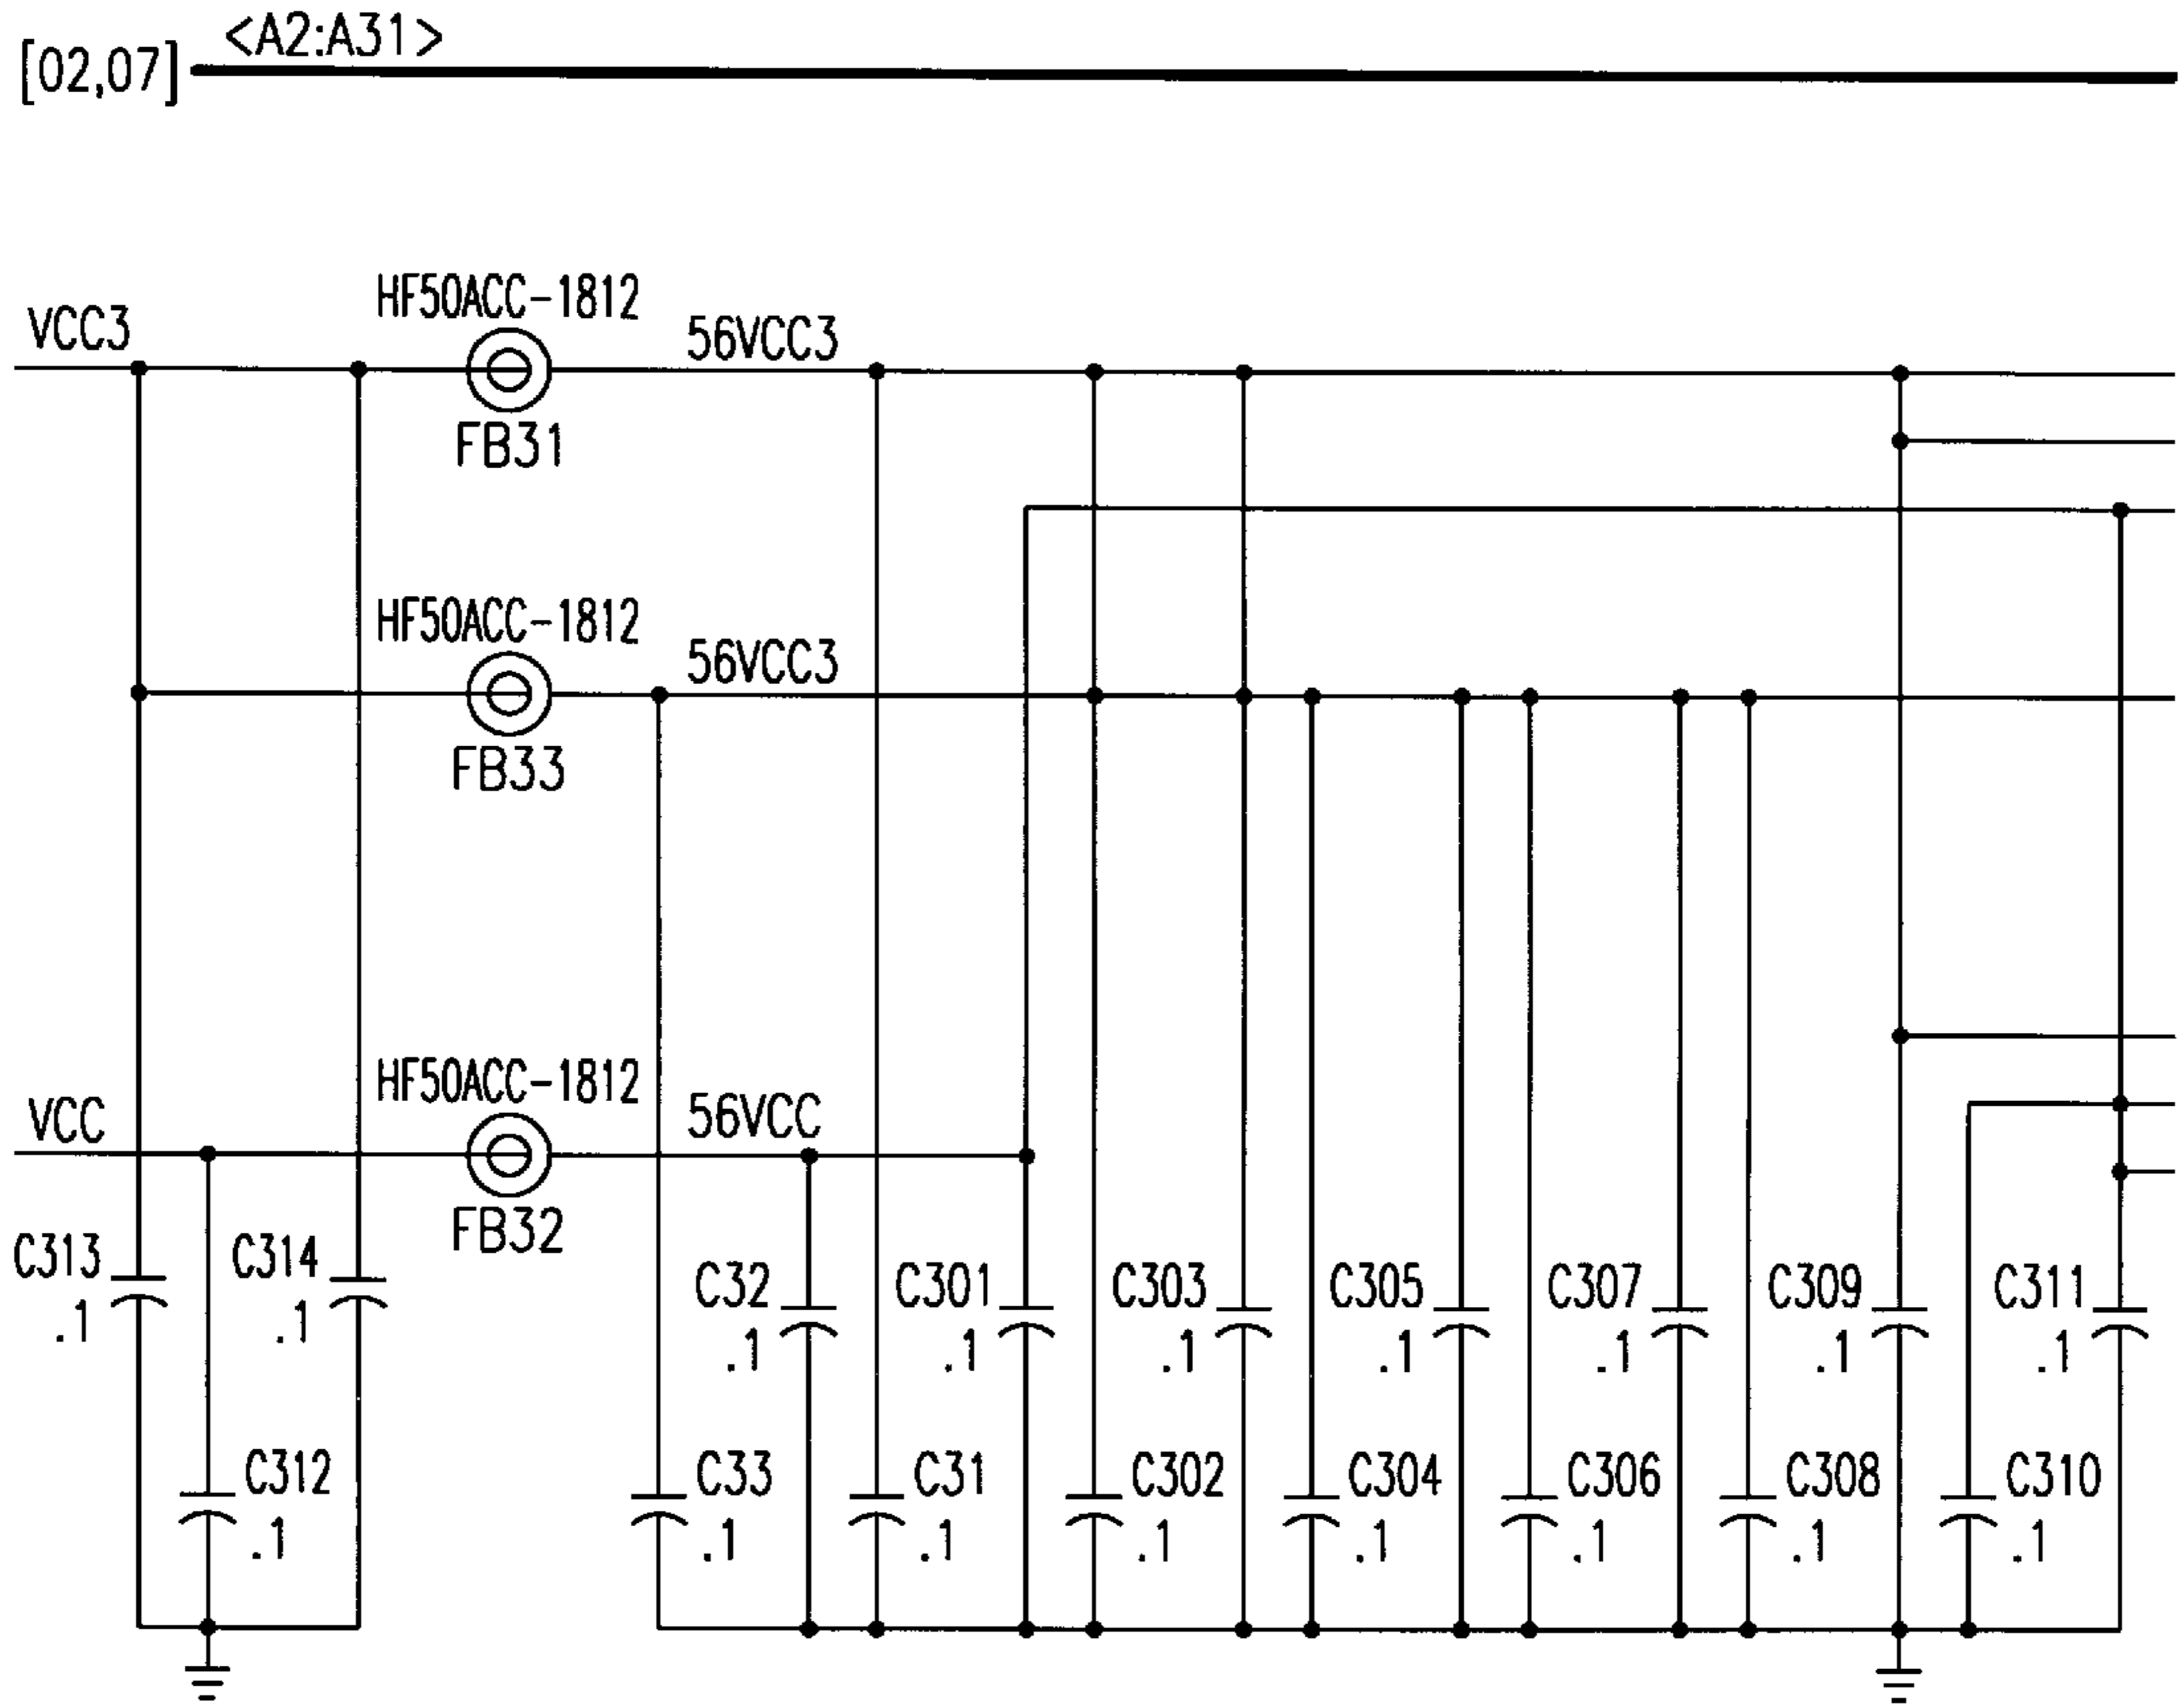 <A2:A31>
[02,07]
HF50ACC-1812
VCC3
56VCC3
FB31
HF50ACC-1812
56VCC3
FB33
HF50ACC-1812
VCC
56VCC
FB32
C313
C314
.1
.1
C32
C301
C303
C305
C307
C309
C311
.1
.1
.1
.1
.1
.1
.1
C312
C33
C31
C302
C304
C306
C308
C310
.1
.1
.1
.1
.1
.1
.1
.1